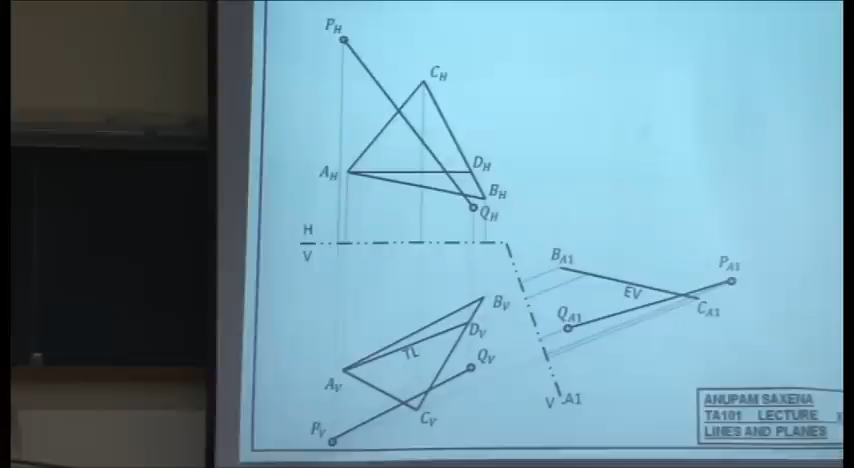 P_H
C_H
A_H
D_H
B_H
Q_H
H
V
B_A1
P_A1
EV
C_A1
Q_A1
B_V
D_V
TL
Q_V
A_V
C_V
P_V
V A1
ANUPAM SAXENA
TA101 LECTURE
LINES AND PLANES